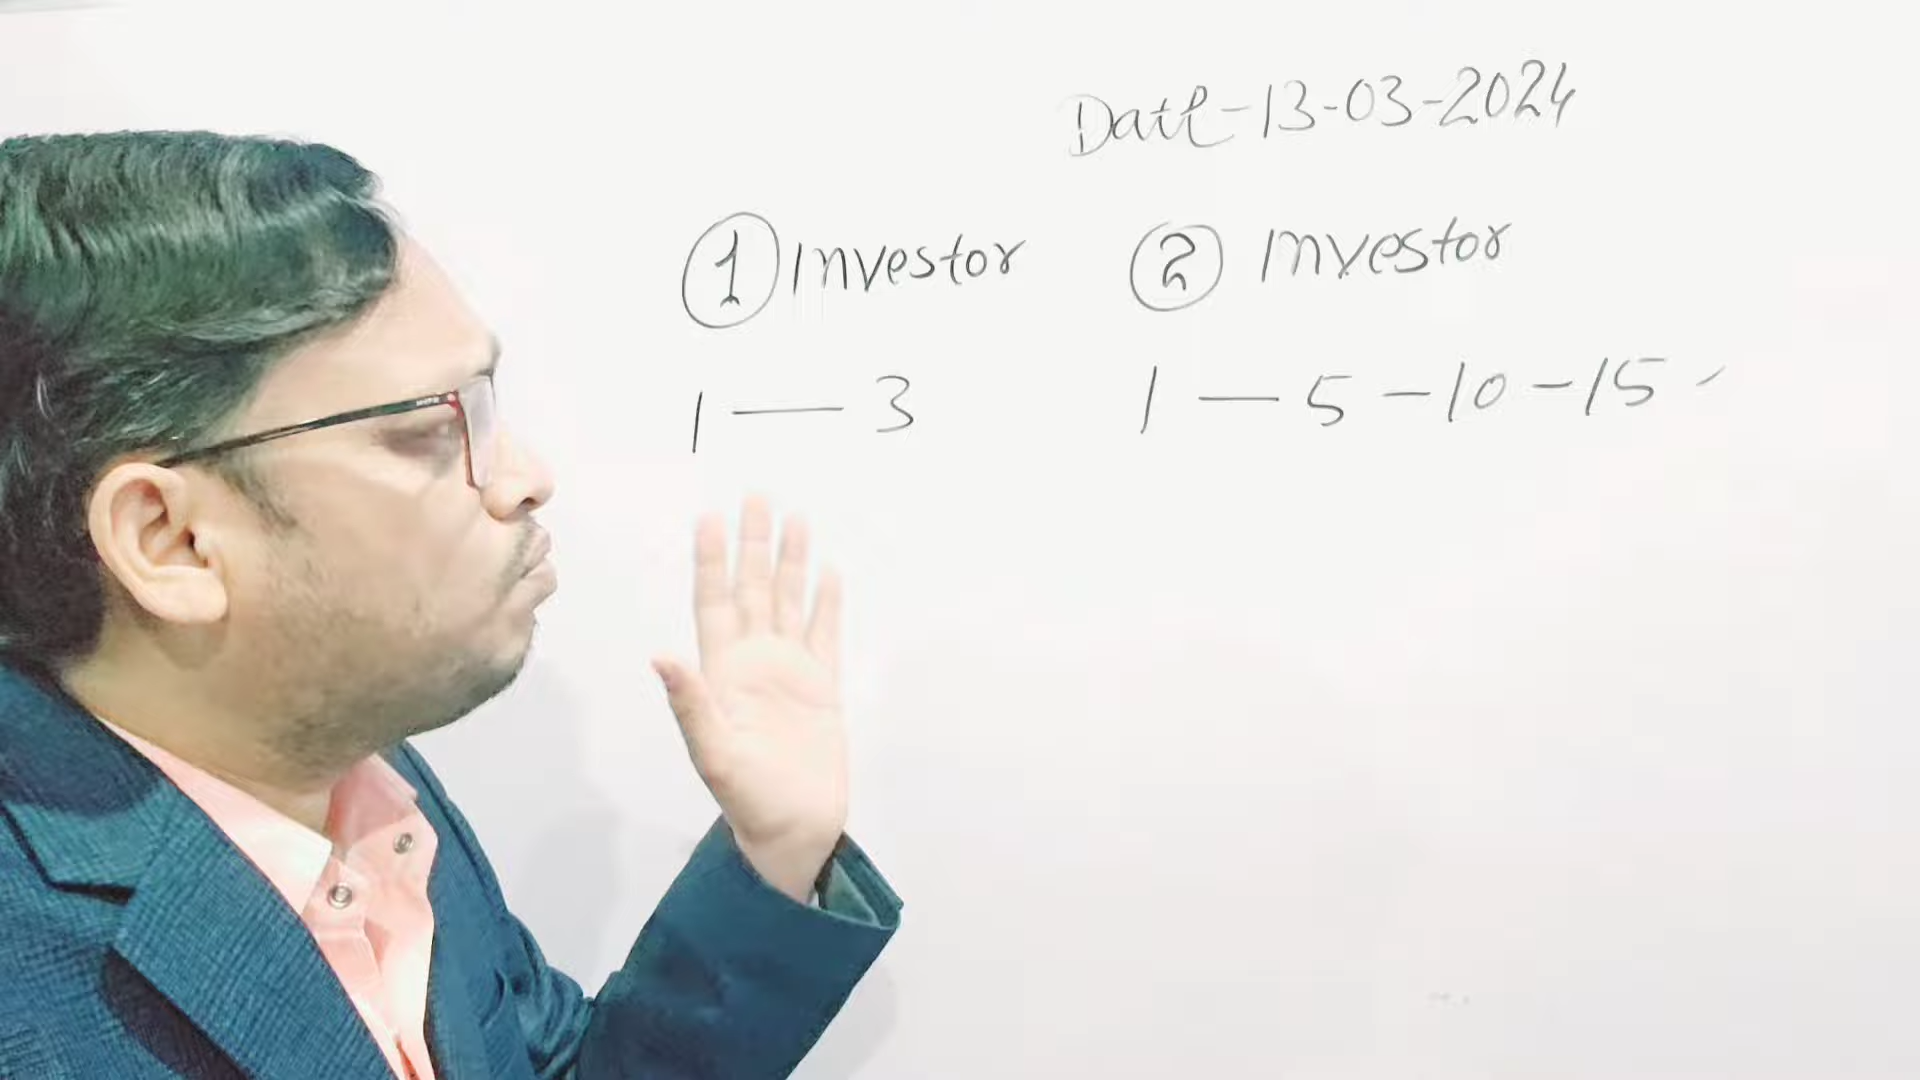 Date-13-03-2024
① Investor ② Investor
1 — 3 1 — 5 - 10 - 15 -